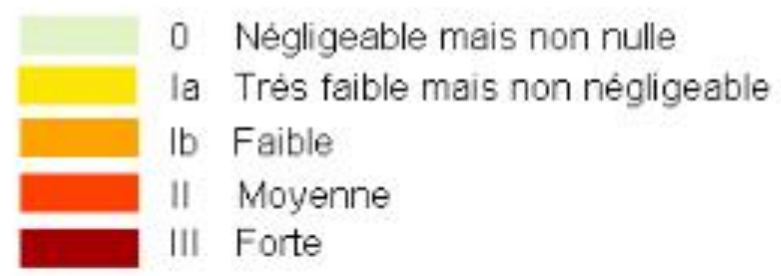 0 Négligeable mais non nulle
Ia Trés faible mais non négligeable
Ib Faible
II Moyenne
III Forte